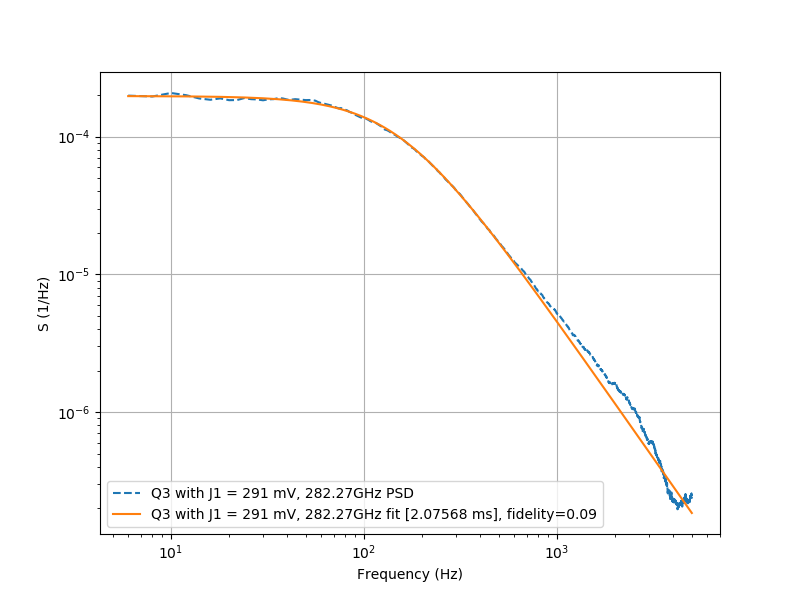 10⁻⁴
10⁻⁵
10⁻⁶
S (1/Hz)
Q3 with J1 = 291 mV, 282.27GHz PSD
Q3 with J1 = 291 mV, 282.27GHz fit [2.07568 ms], fidelity=0.09
10¹ 10² 10³
Frequency (Hz)